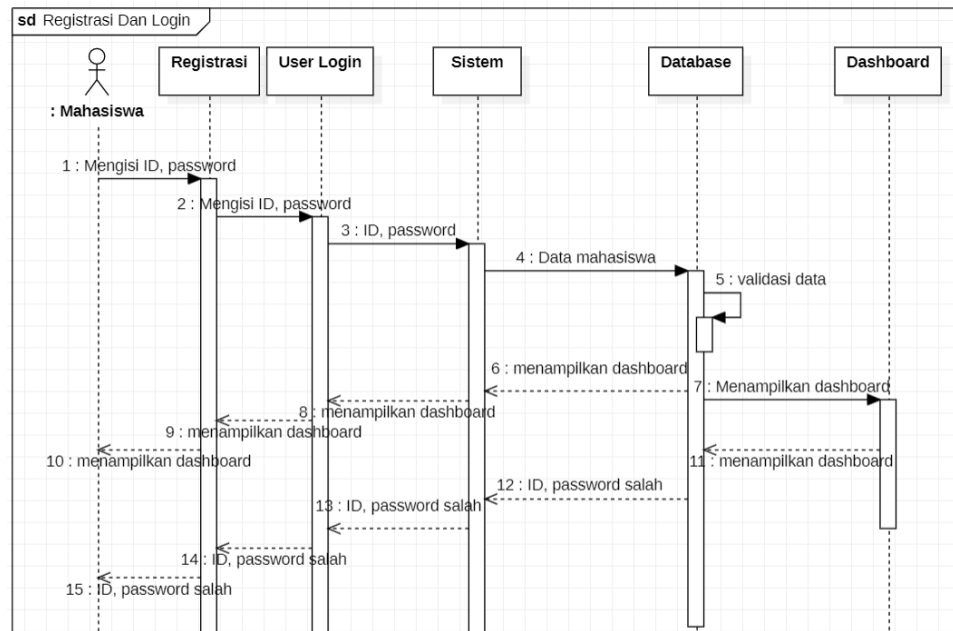 sd Registrasi Dan Login
Registrasi
User Login
Sistem
Database
Dashboard
: Mahasiswa
1 : Mengisi ID, password
2 : Mengisi ID, password
3 : ID, password
4 : Data mahasiswa
5 : validasi data
6 : menampilkan dashboard
7 : Menampilkan dashboard
8 : menampilkan dashboard
9 : menampilkan dashboard
10 : menampilkan dashboard
11 : menampilkan dashboard
12 : ID, password salah
13 : ID, password salah
14 : ID, password salah
15 : ID, password salah